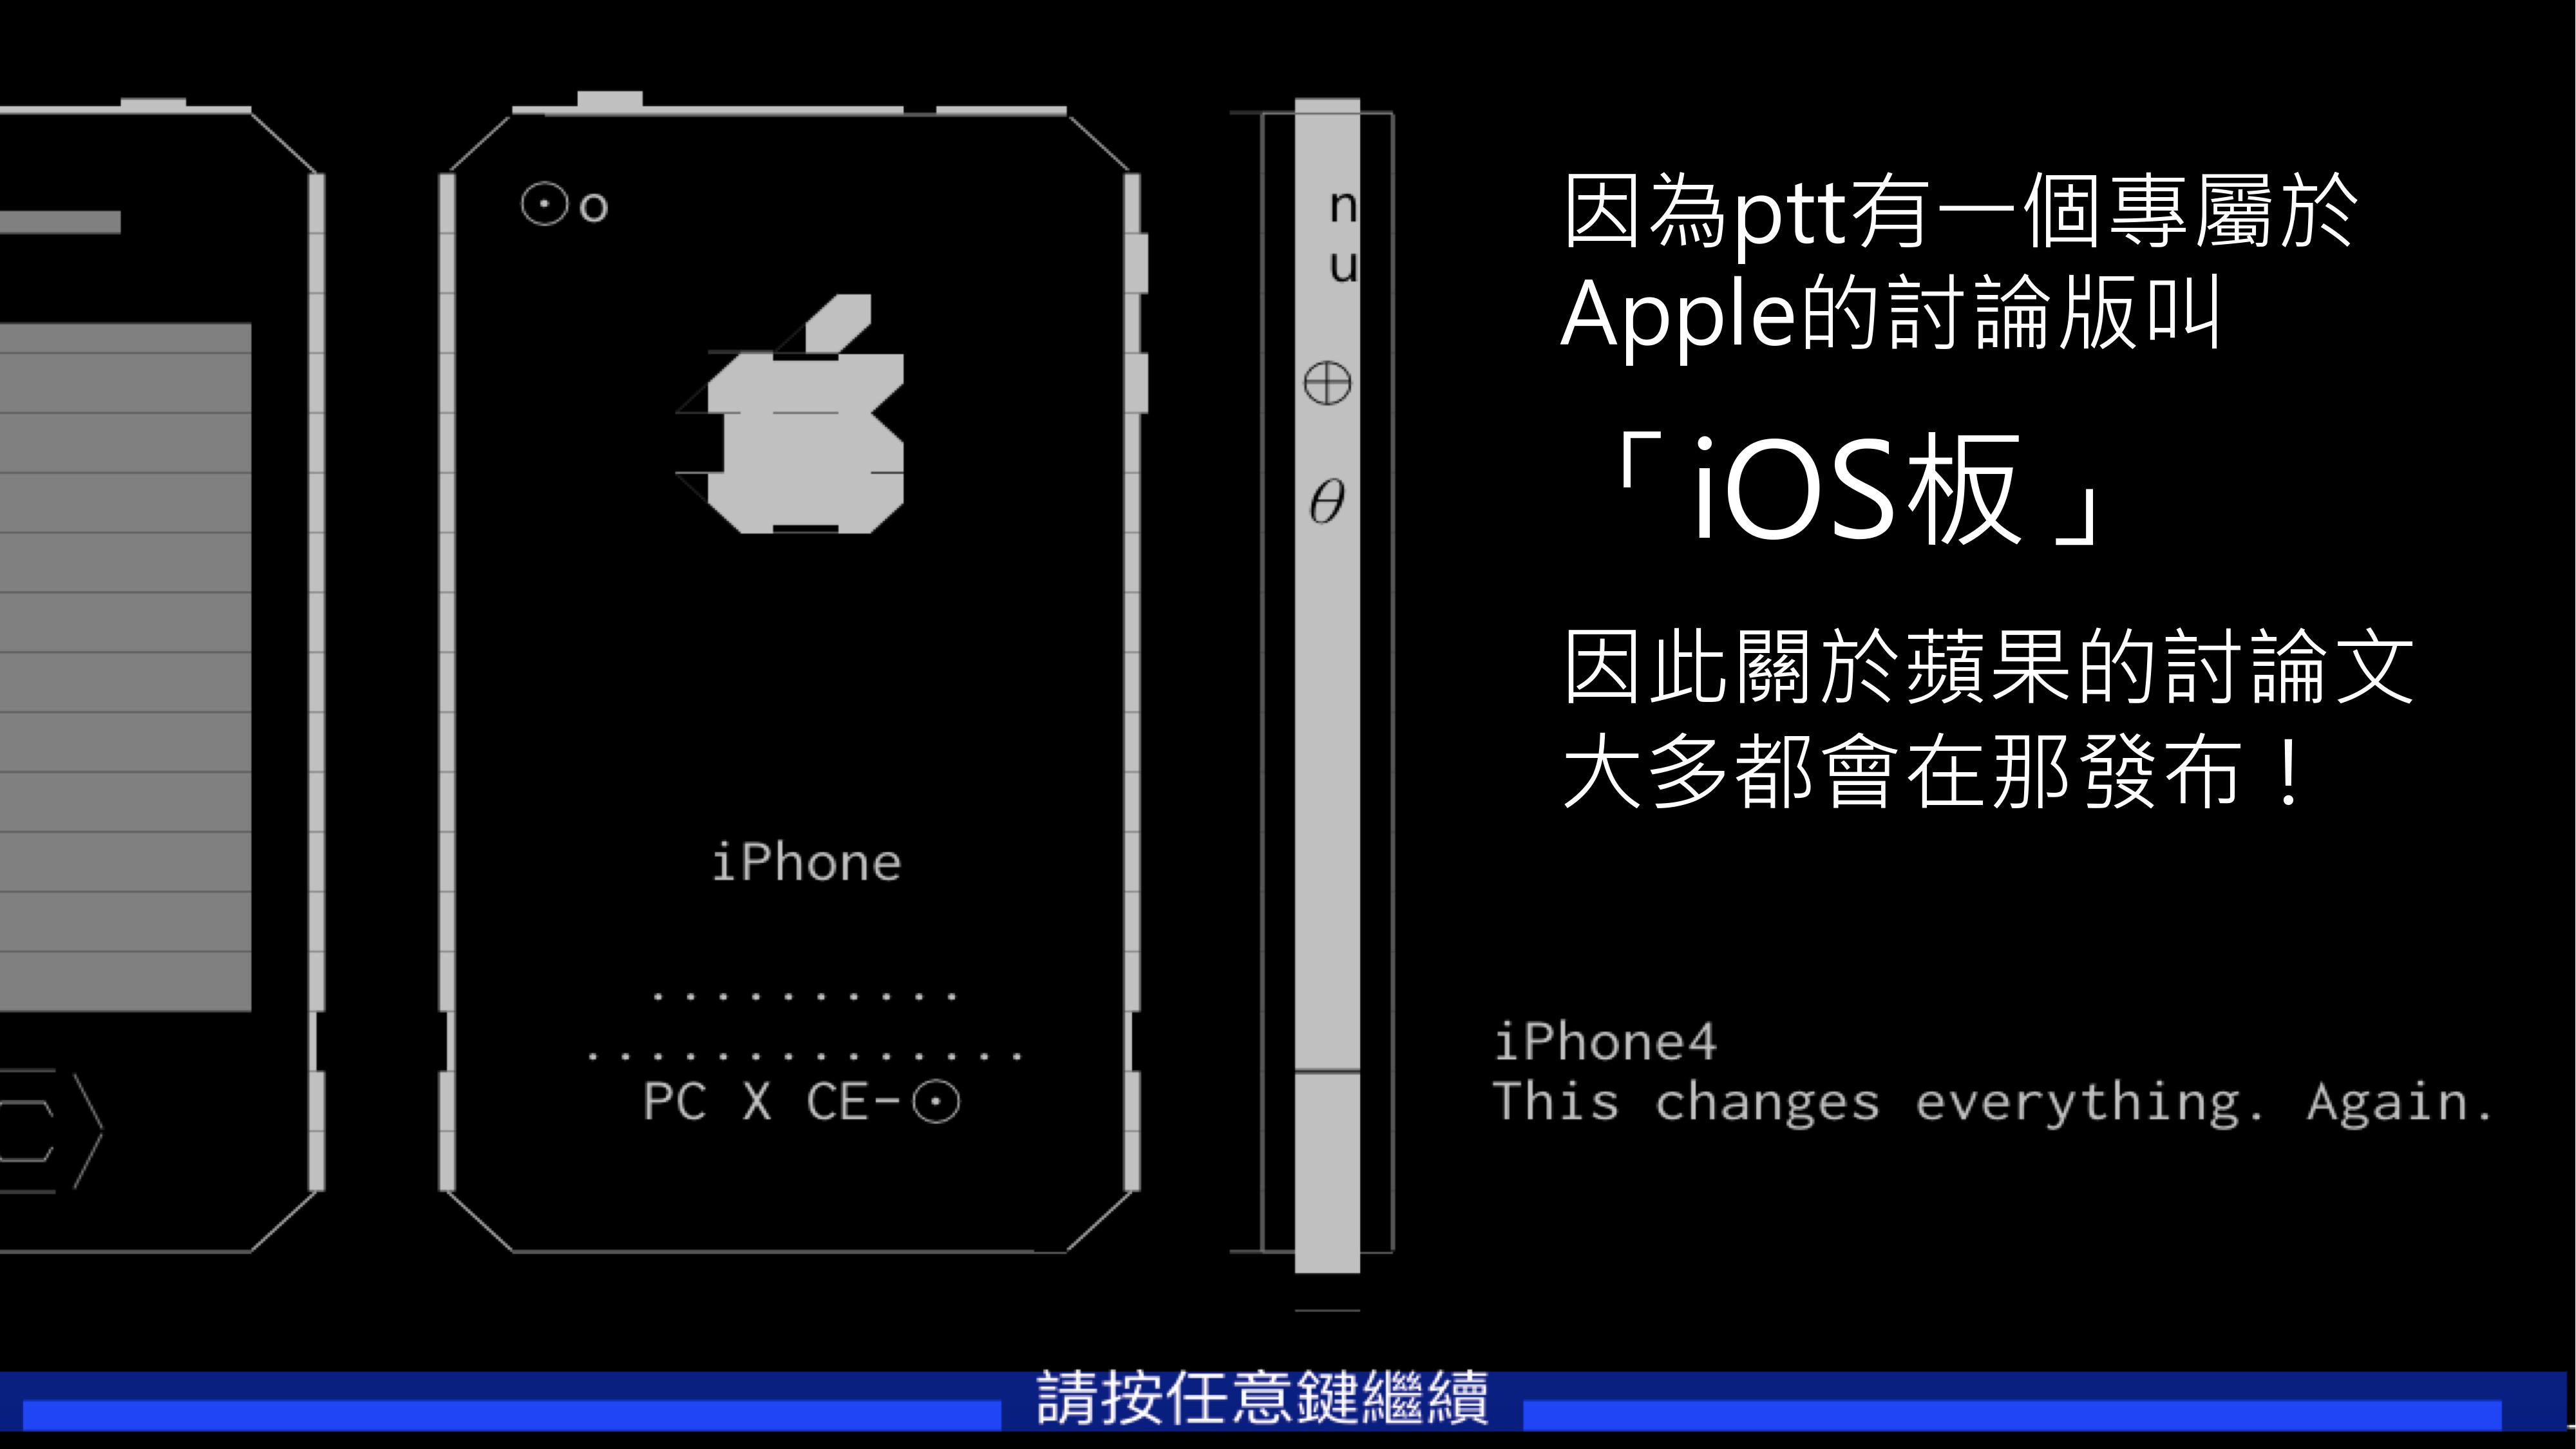 ⊙o
iPhone
PC X CE-⊙
n
u
⊕
θ
因為ptt有一個專屬於
Apple的討論版叫
「iOS板」
因此關於蘋果的討論文
大多都會在那發布！
iPhone4
This changes everything. Again.
請按任意鍵繼續